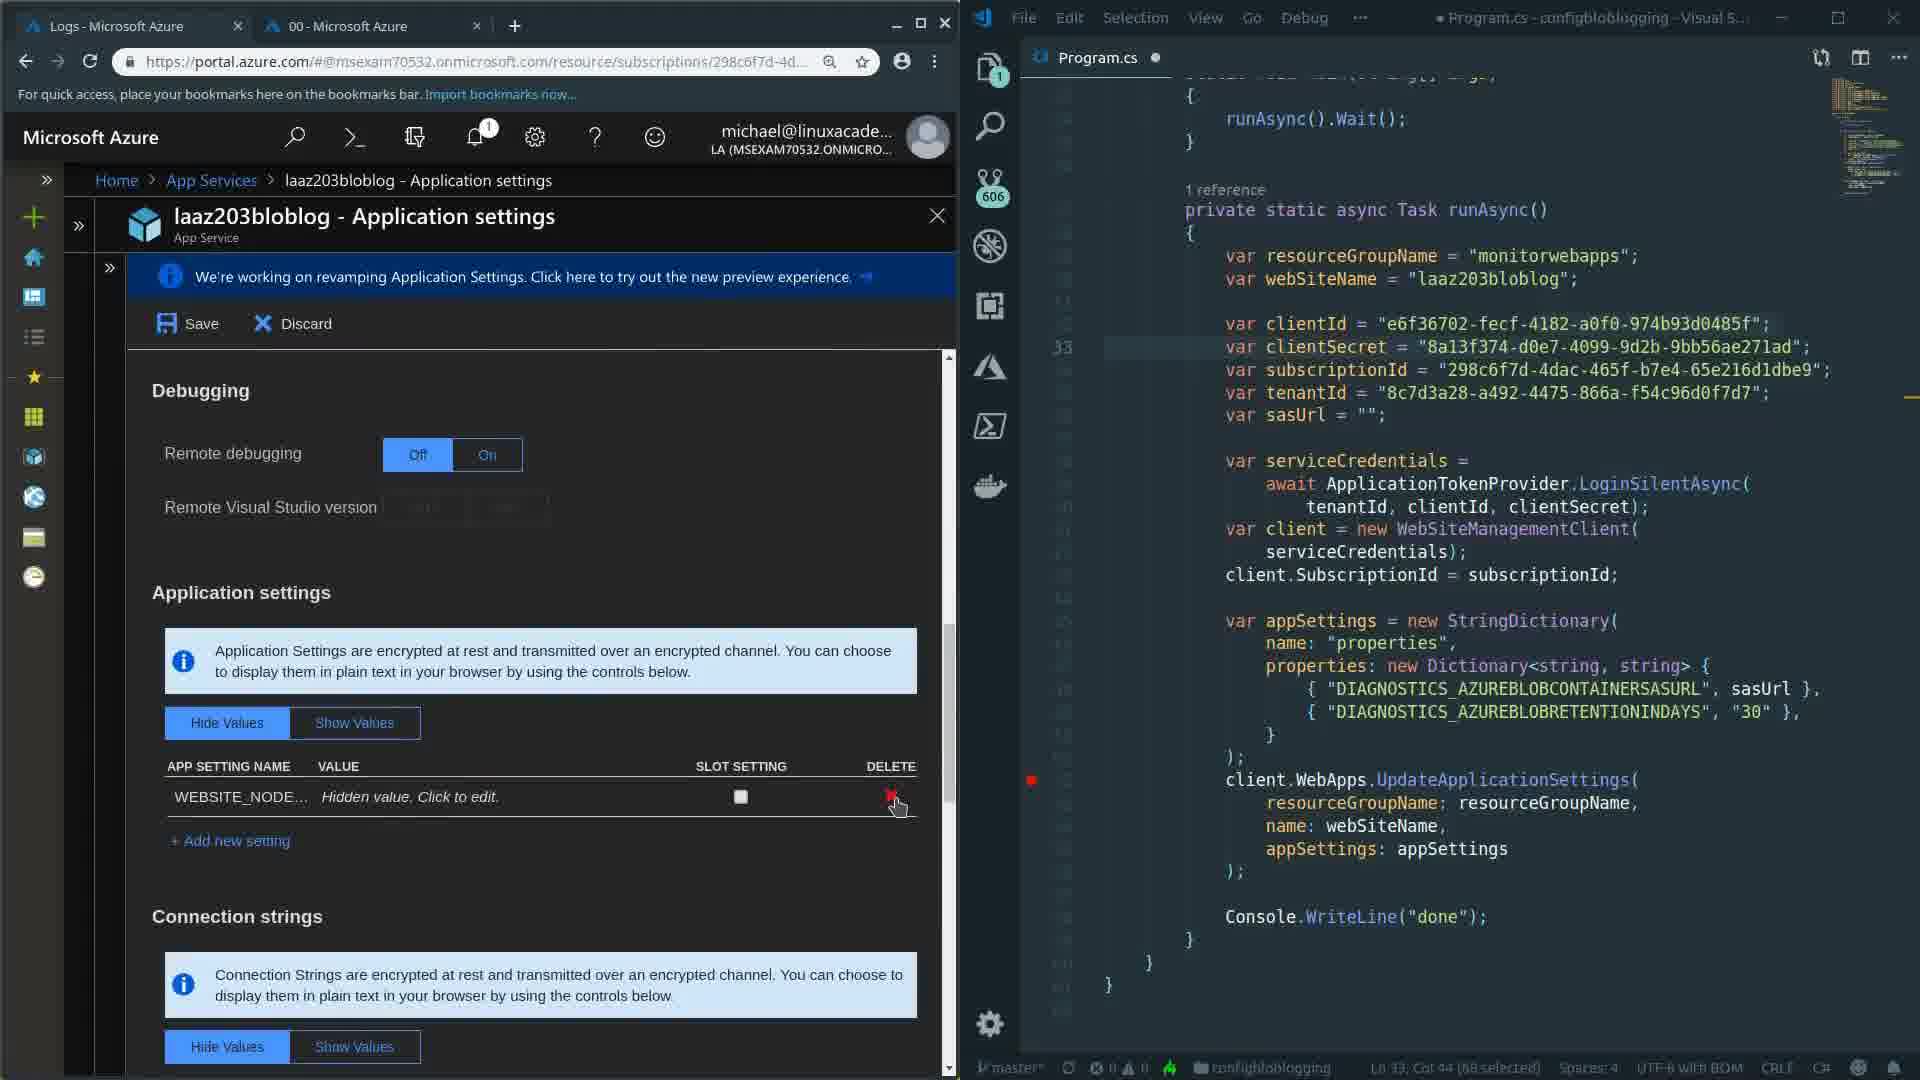 Logs - Microsoft Azure
00 - Microsoft Azure
https://portal.azure.com/#@msexam70532.onmicrosoft.com/resource/subscriptions/298c6f7d-4d...
For quick access, place your bookmarks here on the bookmarks bar. Import bookmarks now...
Microsoft Azure
1
michael@linuxacade...
LA (MSEXAM70532.ONMICRO...
Home > App Services > laaz203bloblog - Application settings
laaz203bloblog - Application settings
App Service
We're working on revamping Application Settings. Click here to try out the new preview experience. →
Save
Discard
Debugging
Remote debugging
Off
On
Remote Visual Studio version
Application settings
Application Settings are encrypted at rest and transmitted over an encrypted channel. You can choose
to display them in plain text in your browser by using the controls below.
Hide Values
Show Values
APP SETTING NAME
VALUE
SLOT SETTING
DELETE
WEBSITE_NODE...
Hidden value. Click to edit.
+ Add new setting
Connection strings
Connection Strings are encrypted at rest and transmitted over an encrypted channel. You can choose to
display them in plain text in your browser by using the controls below.
Hide Values
Show Values
File Edit Selection View Go Debug ...
● Program.cs - configbloblogging - Visual S...
Program.cs ●
1
606
{
runAsync().Wait();
}
1 reference
private static async Task runAsync()
{
var resourceGroupName = "monitorwebapps";
var webSiteName = "laaz203bloblog";
var clientId = "e6f36702-fecf-4182-a0f0-974b93d0485f";
33
var clientSecret = "8a13f374-d0e7-4099-9d2b-9bb56ae271ad";
var subscriptionId = "298c6f7d-4dac-465f-b7e4-65e216d1dbe9";
var tenantId = "8c7d3a28-a492-4475-866a-f54c96d0f7d7";
var sasUrl = "";
var serviceCredentials =
await ApplicationTokenProvider.LoginSilentAsync(
tenantId, clientId, clientSecret);
var client = new WebSiteManagementClient(
serviceCredentials);
client.SubscriptionId = subscriptionId;
var appSettings = new StringDictionary(
name: "properties",
properties: new Dictionary<string, string> {
{ "DIAGNOSTICS_AZUREBLOBCONTAINERSASURL", sasUrl },
{ "DIAGNOSTICS_AZUREBLOBRETENTIONINDAYS", "30" },
}
);
client.WebApps.UpdateApplicationSettings(
resourceGroupName: resourceGroupName,
name: webSiteName,
appSettings: appSettings
);
Console.WriteLine("done");
}
}
}
master*
0
0
configbloblogging
Ln 33, Col 44 (68 selected)
Spaces: 4
UTF-8 with BOM
CRLF
C#